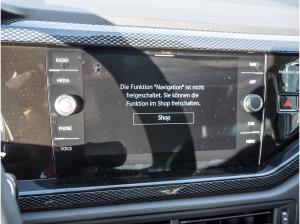 RADIO
MEDIA
PHONE
VOICE
Die Funktion "Navigation" ist nicht
freigeschaltet. Sie können die
Funktion im Shop freischalten.
Shop
NAV
CAR
MENU